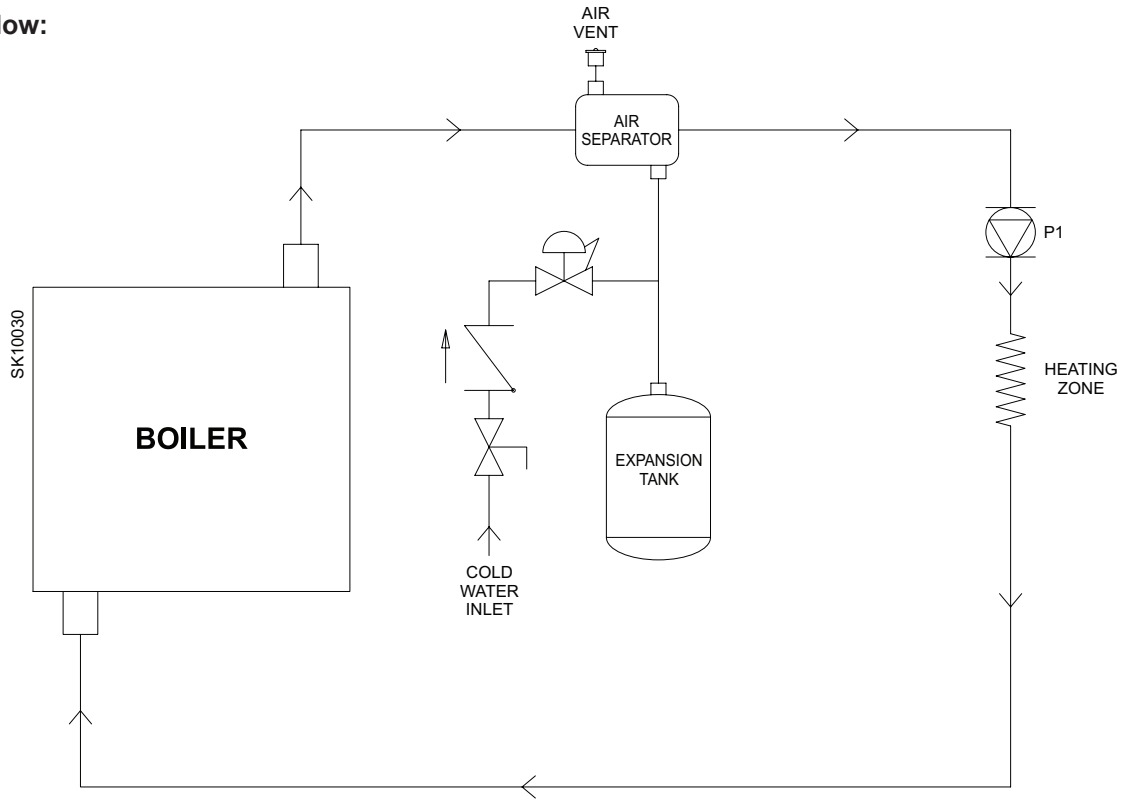 low:
AIR
VENT
AIR
SEPARATOR
P1
SK10030
HEATING
ZONE
BOILER
EXPANSION
TANK
COLD
WATER
INLET